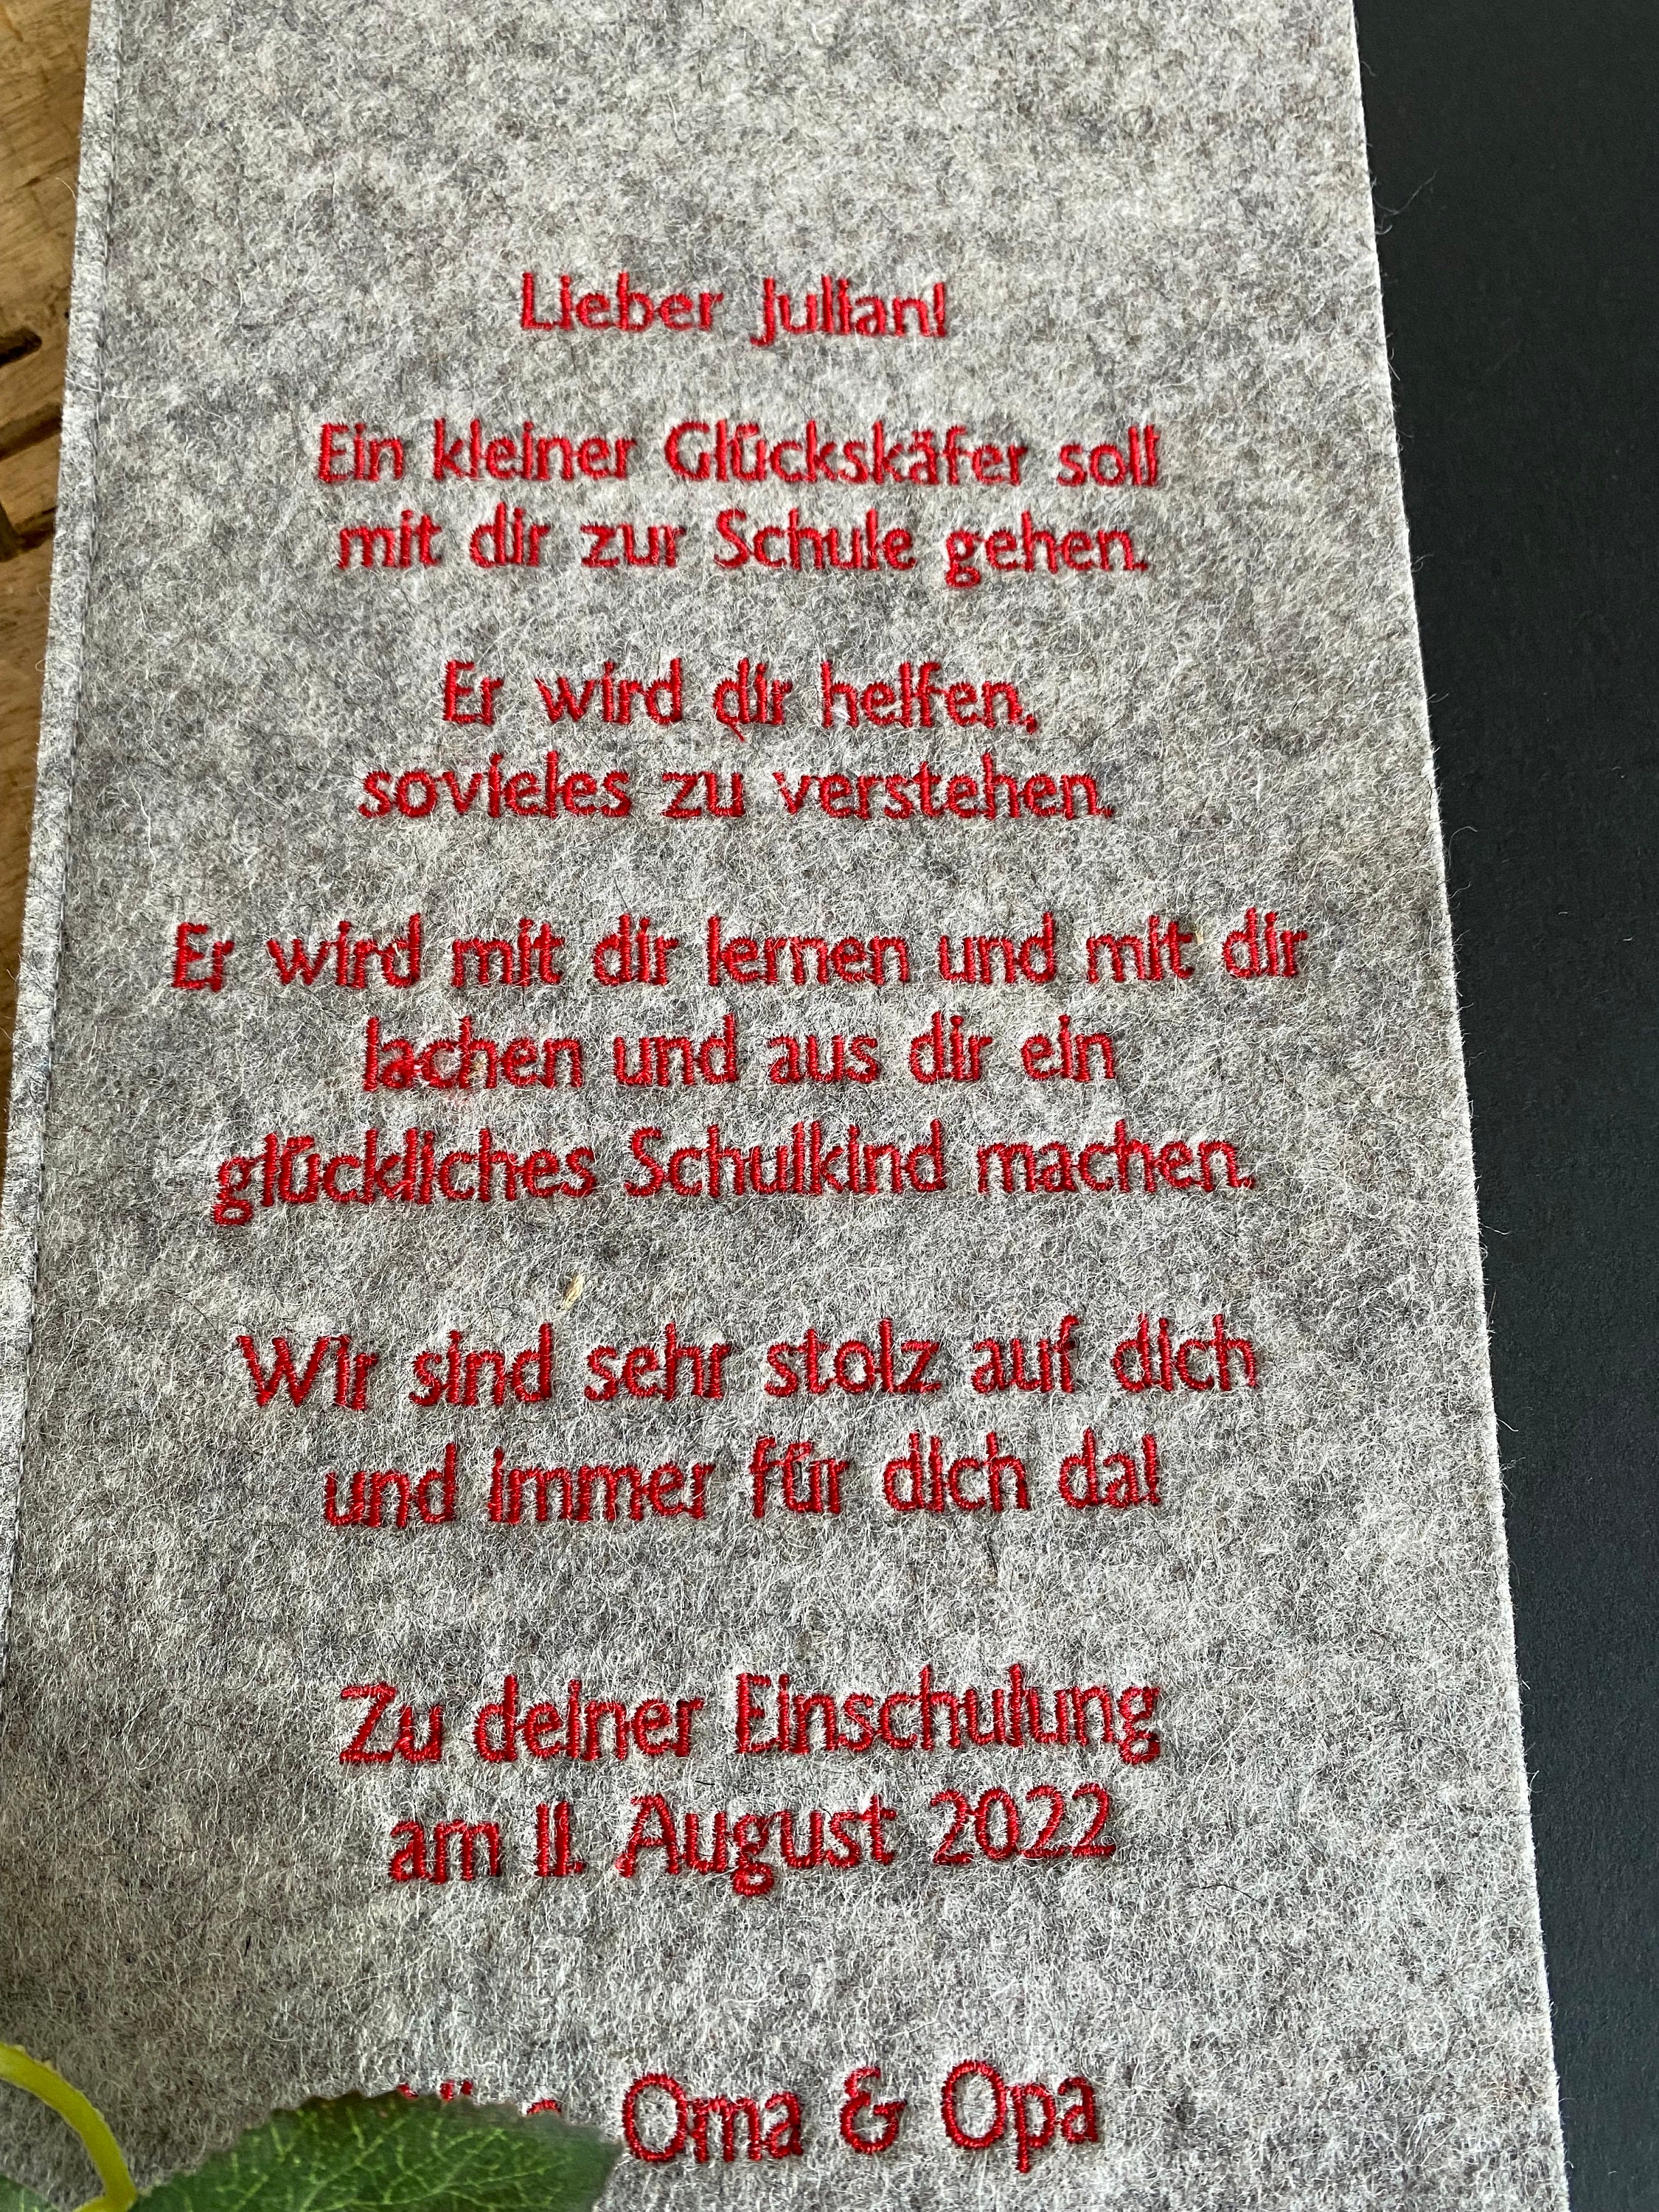 Lieber Julian!
Ein kleiner Glückskäfer soll
mit dir zur Schule gehen.
Er wird dir helfen,
sovieles zu verstehen.
Er wird mit dir lernen und mit dir
lachen und aus dir ein
glückliches Schulkind machen.
Wir sind sehr stolz auf dich
und immer für dich da!
Zu deiner Einschulung
am 11. August 2022
Oma & Opa